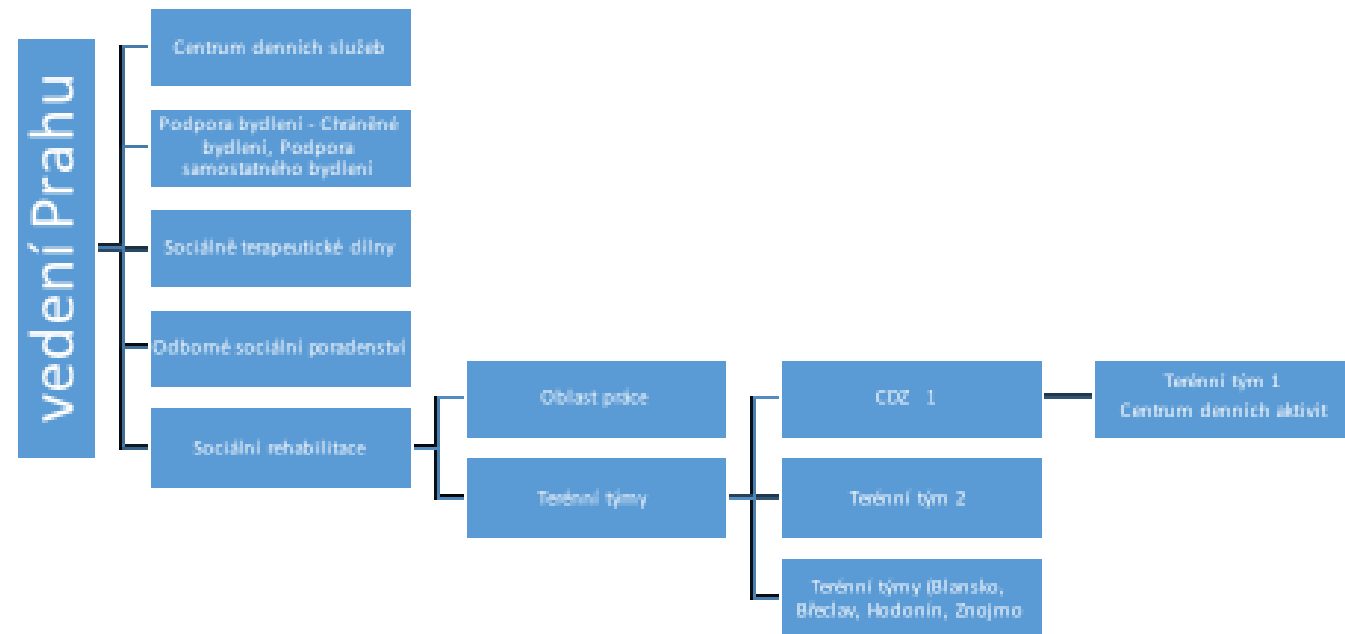 vedení Prahu
Centrum denních služeb
Podpora bydlení - Chráněné
bydlení, Podpora
samostatného bydlení
Sociálně terapeutické dílny
Odborné sociální poradenství
Sociální rehabilitace
Oblast práce
Terénní týmy
CDZ 1
Terénní tým 2
Terénní týmy (Blansko,
Břeclav, Hodonín, Znojmo
Terénní tým 1
Centrum denních aktivit